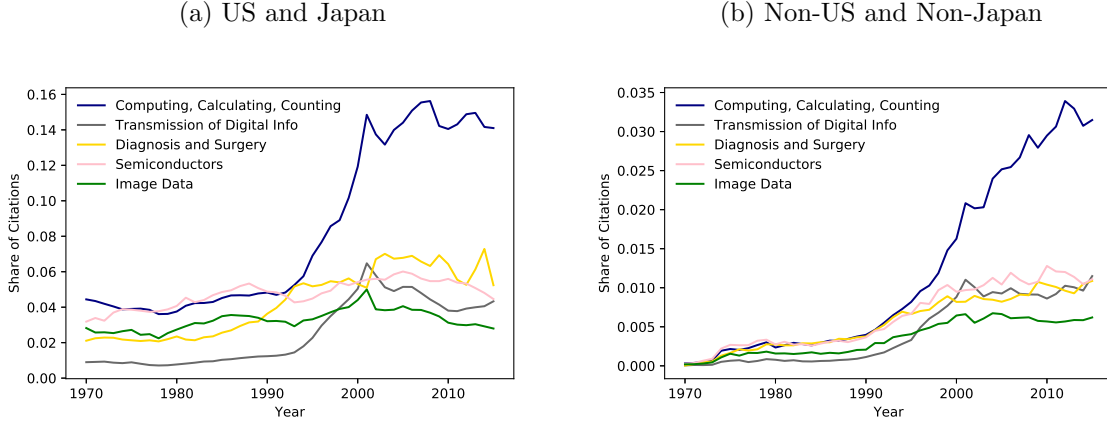 (a) US and Japan
(b) Non-US and Non-Japan
0.16
0.14
0.12
0.10
0.08
0.06
0.04
0.02
0.00
Share of Citations
Computing, Calculating, Counting
Transmission of Digital Info
Diagnosis and Surgery
Semiconductors
Image Data
1970
1980
1990
2000
2010
Year
0.035
0.030
0.025
0.020
0.015
0.010
0.005
0.000
Share of Citations
Computing, Calculating, Counting
Transmission of Digital Info
Diagnosis and Surgery
Semiconductors
Image Data
1970
1980
1990
2000
2010
Year